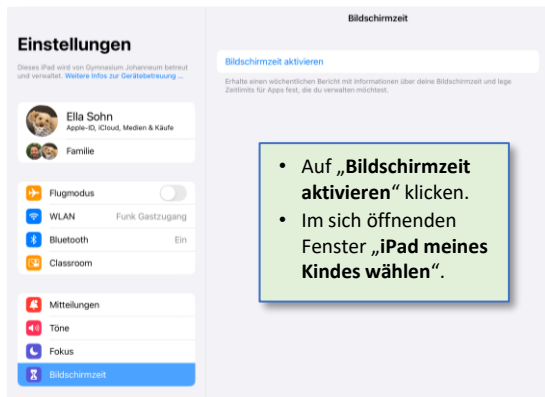 Bildschirmzeit
Einstellungen
Dieses iPad wird von Gymnasium Johanneum betreut
und verwaltet. Weitere Infos zur Gerätebetreuung ...
Ella Sohn
Apple-ID, iCloud, Medien & Käufe
Familie
Flugmodus
WLAN Funk Gastzugang
Bluetooth Ein
Classroom
Mitteilungen
Töne
Fokus
Bildschirmzeit
Bildschirmzeit aktivieren
Erhalte einen wöchentlichen Bericht mit Informationen über deine Bildschirmzeit und lege
Zeitlimits für Apps fest, die du verwalten möchtest.
• Auf „Bildschirmzeit
aktivieren“ klicken.
• Im sich öffnenden
Fenster „iPad meines
Kindes wählen“.